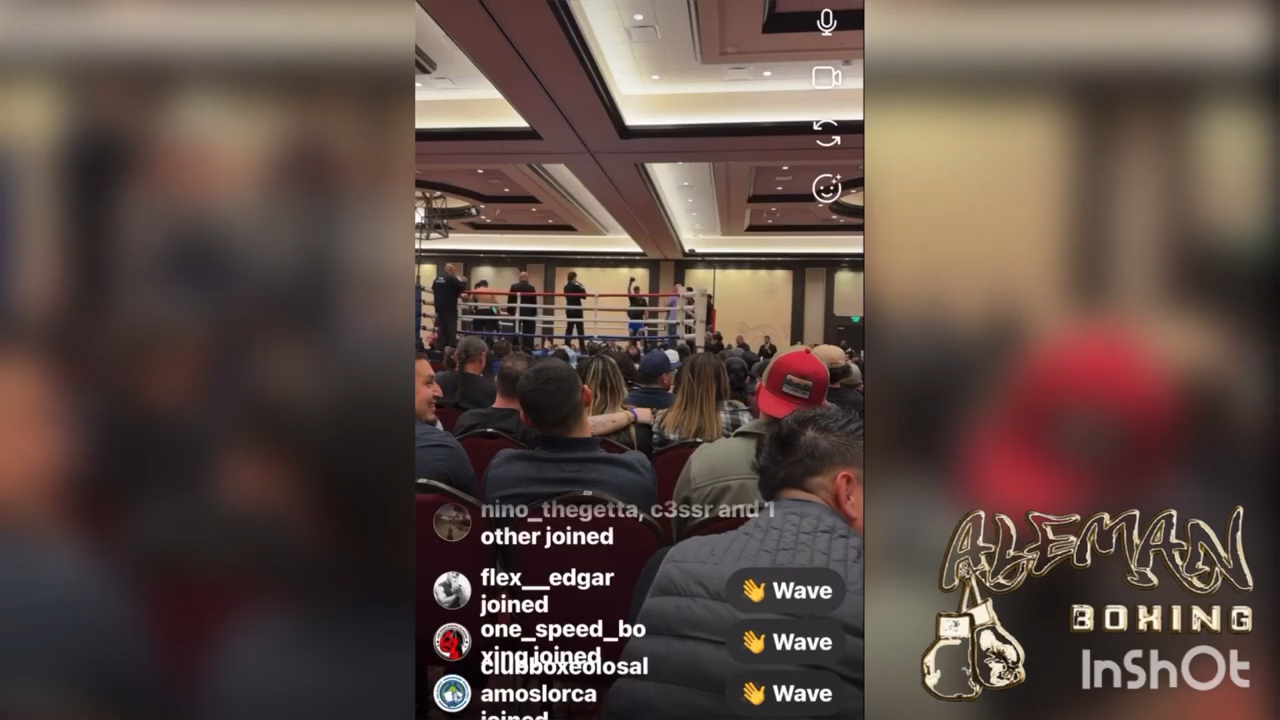 nino_thegetta, c3ssr and 1
other joined
flex__edgar
joined
👋 Wave
one_speed_bo
xing joined
👋 Wave
clubboxeolosal
amoslorca
joined
👋 Wave
ALEMAN
BOXING
InShOt